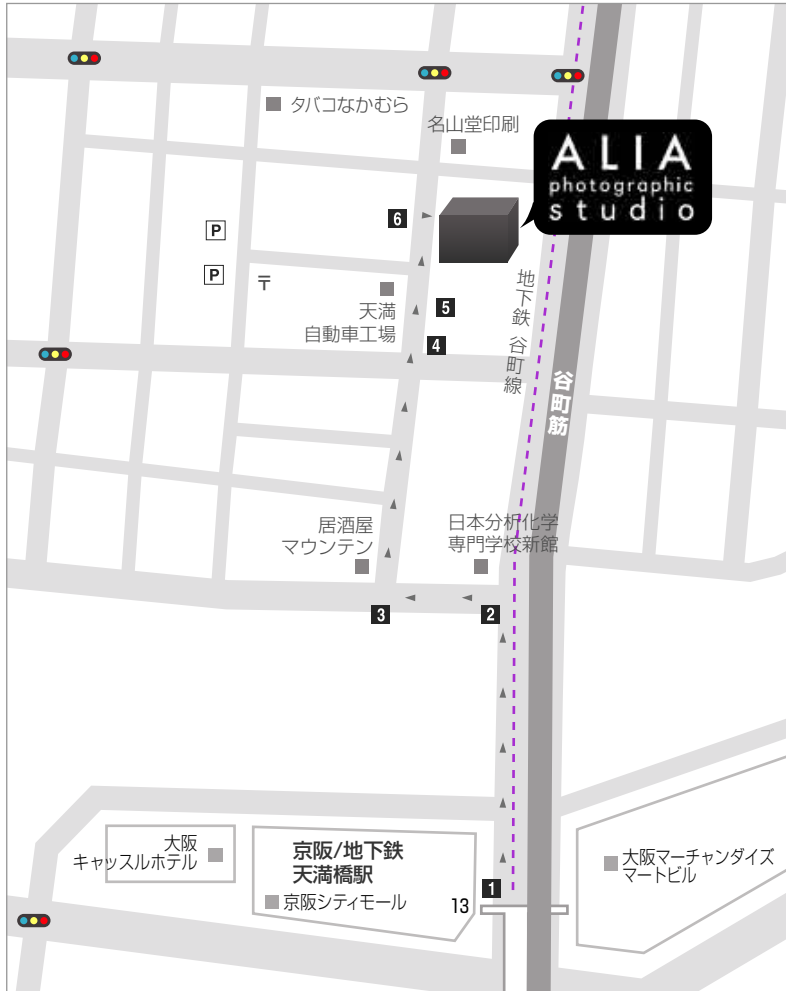 タバコなかむら
名山堂印刷
ALIA
photographic
studio
6
P
P
〒
5
天満
自動車工場
4
地下鉄 谷町線
谷町筋
居酒屋
マウンテン
日本分析化学
専門学校新館
3
2
大阪
キャッスルホテル
京阪/地下鉄
天満橋駅
京阪シティモール
1
13
大阪マーチャンダイズ
マートビル